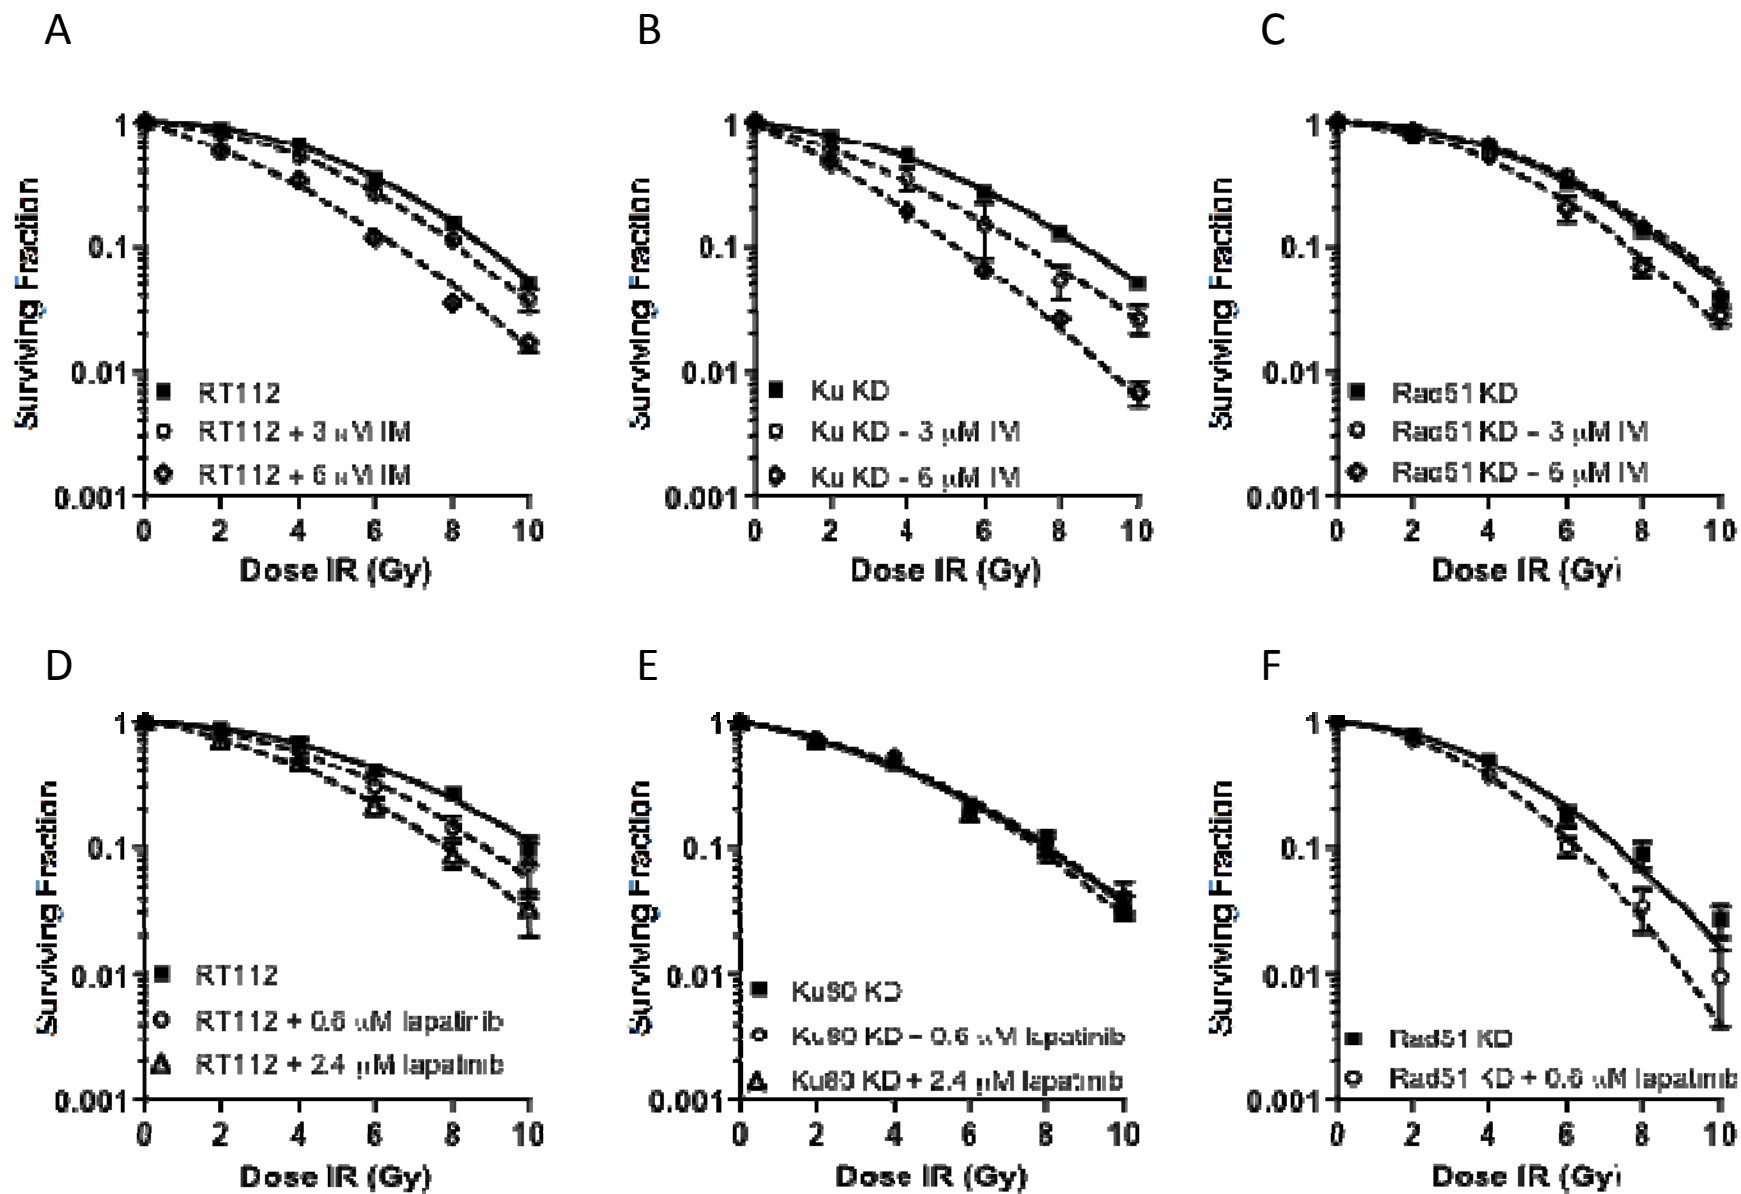 A
B
C
Surviving Fraction
1
0.1
0.01
0.001
RT112
RT112 + 3 µM IM
RT112 + 6 µM IM
0 2 4 6 8 10
Dose IR (Gy)
Surviving Fraction
1
0.1
0.01
0.001
Ku KD
Ku KD – 3 µM IM
Ku KD – 6 µM IM
0 2 4 6 8 10
Dose IR (Gy)
Surviving Fraction
1
0.1
0.01
0.001
Rad51 KD
Rad51 KD – 3 µM IM
Rad51 KD – 6 µM IM
0 2 4 6 8 10
Dose IR (Gy)
D
E
F
Surviving Fraction
1
0.1
0.01
0.001
RT112
RT112 + 0.6 µM lapatinib
RT112 + 2.4 µM lapatinib
0 2 4 6 8 10
Dose IR (Gy)
Surviving Fraction
1
0.1
0.01
0.001
Ku80 KD
Ku80 KD – 0.6 µM lapatinib
Ku80 KD + 2.4 µM lapatinib
0 2 4 6 8 10
Dose IR (Gy)
Surviving Fraction
1
0.1
0.01
0.001
Rad51 KD
Rad51 KD + 0.6 µM lapatinib
0 2 4 6 8 10
Dose IR (Gy)